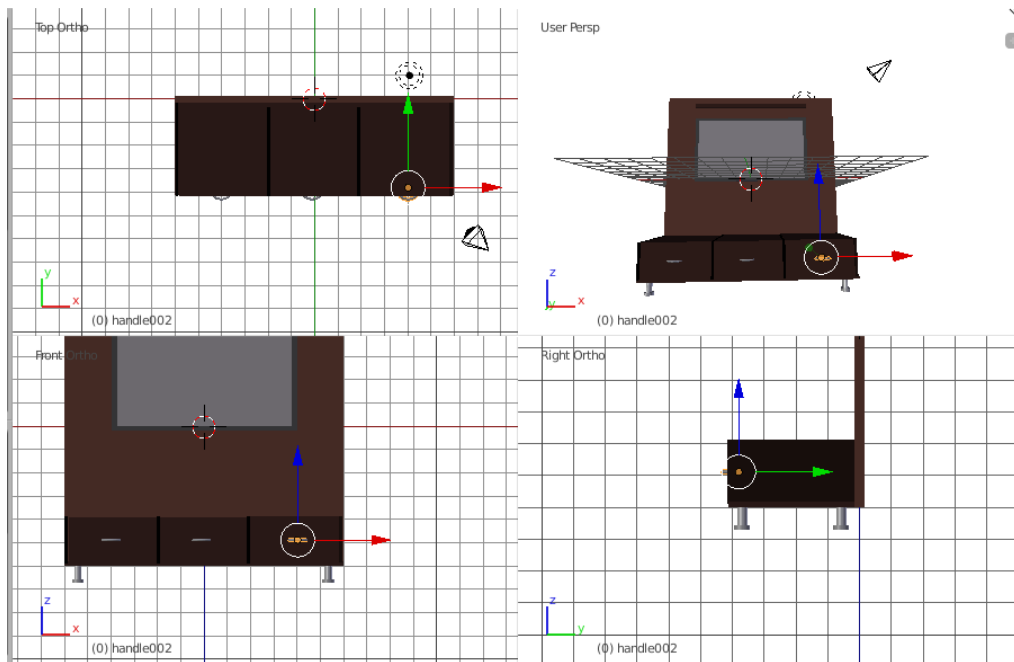 Top Ortho
y
x
(0) handle002
User Persp
z
y
x
(0) handle002
Front Ortho
z
x
(0) handle002
Right Ortho
z
y
(0) handle002